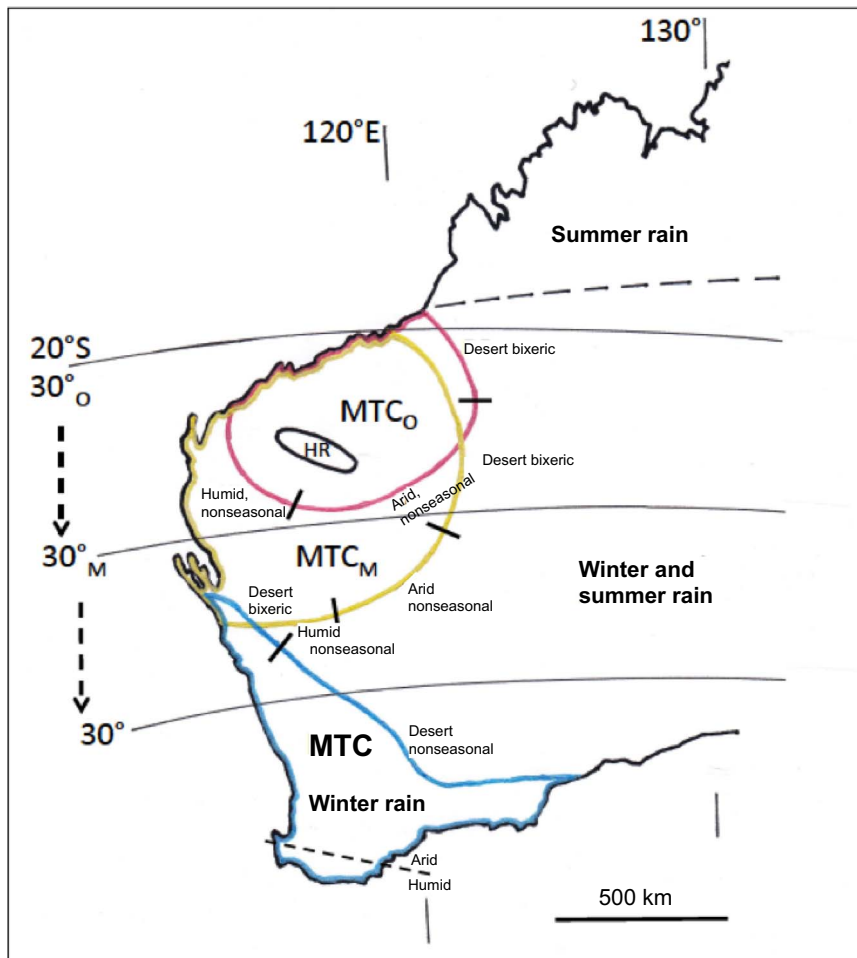 130°
120°E
Summer rain
20°S
30°O
Desert bixeric
MTCO
HR
Desert bixeric
Humid,
nonseasonal
Arid,
nonseasonal
30°M
MTCM
Winter and
summer rain
Desert
bixeric
Arid
nonseasonal
Humid
nonseasonal
30°
MTC
Desert
nonseasonal
Winter rain
Arid
Humid
500 km